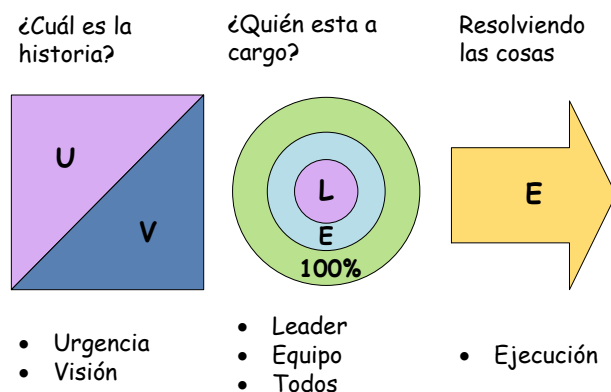 ¿Cuál es la
historia?
¿Quién esta a
cargo?
Resolviendo
las cosas
U
V
L
E
100%
E
• Urgencia
• Visión
• Leader
• Equipo
• Todos
• Ejecución